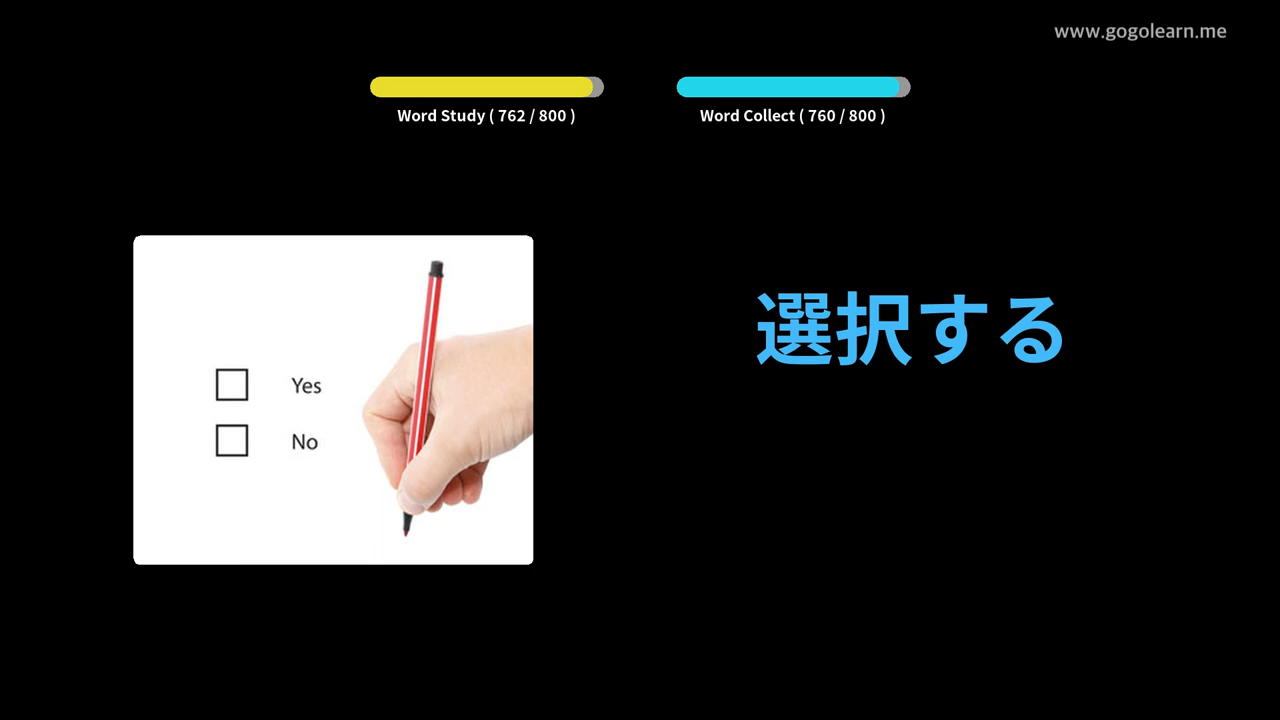 www.gogolearn.me
Word Study ( 762 / 800 )
Word Collect ( 760 / 800 )
選択する
Yes
No